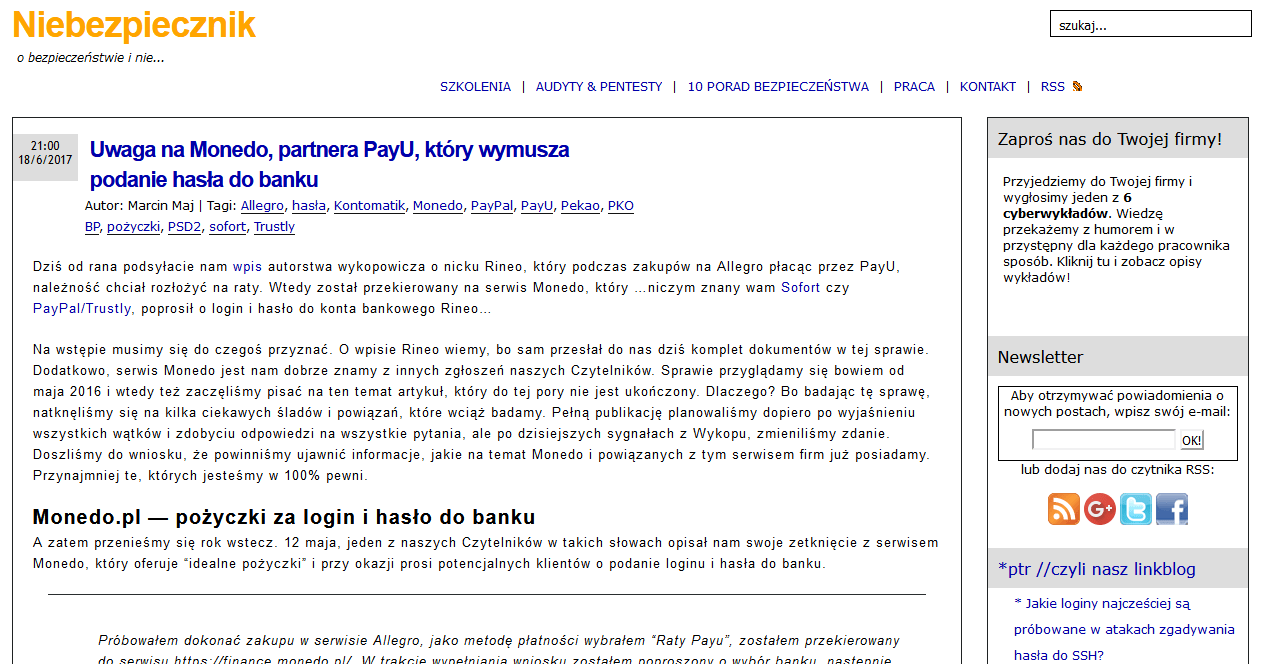 Niebezpiecznik
o bezpieczeństwie i nie...
szukaj...
SZKOLENIA | AUDYTY & PENTESTY | 10 PORAD BEZPIECZEŃSTWA | PRACA | KONTAKT | RSS
21:00
18/6/2017
Uwaga na Monedo, partnera PayU, który wymusza
podanie hasła do banku
Autor: Marcin Maj | Tagi: Allegro, hasła, Kontomatik, Monedo, PayPal, PayU, Pekao, PKO
BP, pożyczki, PSD2, sofort, Trustly
Dziś od rana podsyłacie nam wpis autorstwa wykopowicza o nicku Rineo, który podczas zakupów na Allegro płacąc przez PayU,
należność chciał rozłożyć na raty. Wtedy został przekierowany na serwis Monedo, który ...niczym znany wam Sofort czy
PayPal/Trustly, poprosił o login i hasło do konta bankowego Rineo...
Na wstępie musimy się do czegoś przyznać. O wpisie Rineo wiemy, bo sam przesłał do nas dziś komplet dokumentów w tej sprawie.
Dodatkowo, serwis Monedo jest nam dobrze znamy z innych zgłoszeń naszych Czytelników. Sprawie przyglądamy się bowiem od
maja 2016 i wtedy też zaczęliśmy pisać na ten temat artykuł, który do tej pory nie jest ukończony. Dlaczego? Bo badając tę sprawę,
natknęliśmy się na kilka ciekawych śladów i powiązań, które wciąż badamy. Pełną publikację planowaliśmy dopiero po wyjaśnieniu
wszystkich wątków i zdobyciu odpowiedzi na wszystkie pytania, ale po dzisiejszych sygnałach z Wykopu, zmieniliśmy zdanie.
Doszliśmy do wniosku, że powinniśmy ujawnić informacje, jakie na temat Monedo i powiązanych z tym serwisem firm już posiadamy.
Przynajmniej te, których jesteśmy w 100% pewni.
Monedo.pl — pożyczki za login i hasło do banku
A zatem przenieśmy się rok wstecz. 12 maja, jeden z naszych Czytelników w takich słowach opisał nam swoje zetknięcie z serwisem
Monedo, który oferuje “idealne pożyczki” i przy okazji prosi potencjalnych klientów o podanie loginu i hasła do banku.
Próbowałem dokonać zakupu w serwisie Allegro, jako metodę płatności wybrałem “Raty Payu”, zostałem przekierowany
do serwisu https://finance.monedo.pl/. W trakcie wypełniania wniosku zostałem poproszony o wybór banku, następnie
Zaproś nas do Twojej firmy!
Przyjedziemy do Twojej firmy i
wygłosimy jeden z 6
cyberwykładów. Wiedzę
przekażemy z humorem i w
przystępny dla każdego pracownika
sposób. Kliknij tu i zobacz opisy
wykładów!
Newsletter
Aby otrzymywać powiadomienia o
nowych postach, wpisz swój e-mail:
OK!
lub dodaj nas do czytnika RSS:
*ptr //czyli nasz linkblog
* Jakie loginy najcześciej są
próbowane w atakach zgadywania
hasła do SSH?